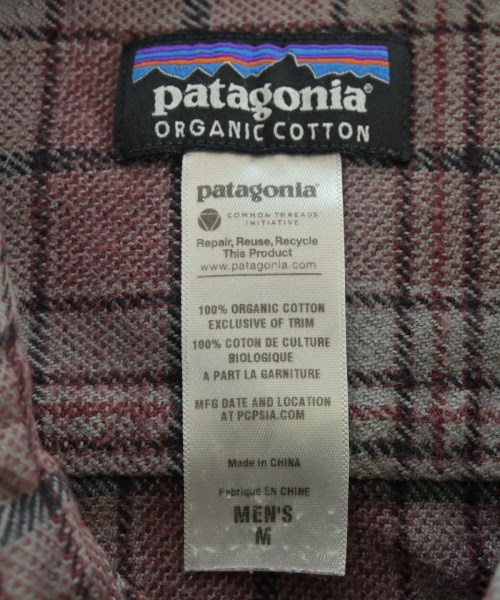 patagonia®
ORGANIC COTTON
patagonia®
COMMON THREADS
INITIATIVE
Repair, Reuse, Recycle
This Product
www.patagonia.com
100% ORGANIC COTTON
EXCLUSIVE OF TRIM
100% COTON DE CULTURE
BIOLOGIQUE
A PART LA GARNITURE
MFG DATE AND LOCATION
AT PCPSIA.COM
Made in CHINA
Fabriqué EN CHINE
MEN'S
M